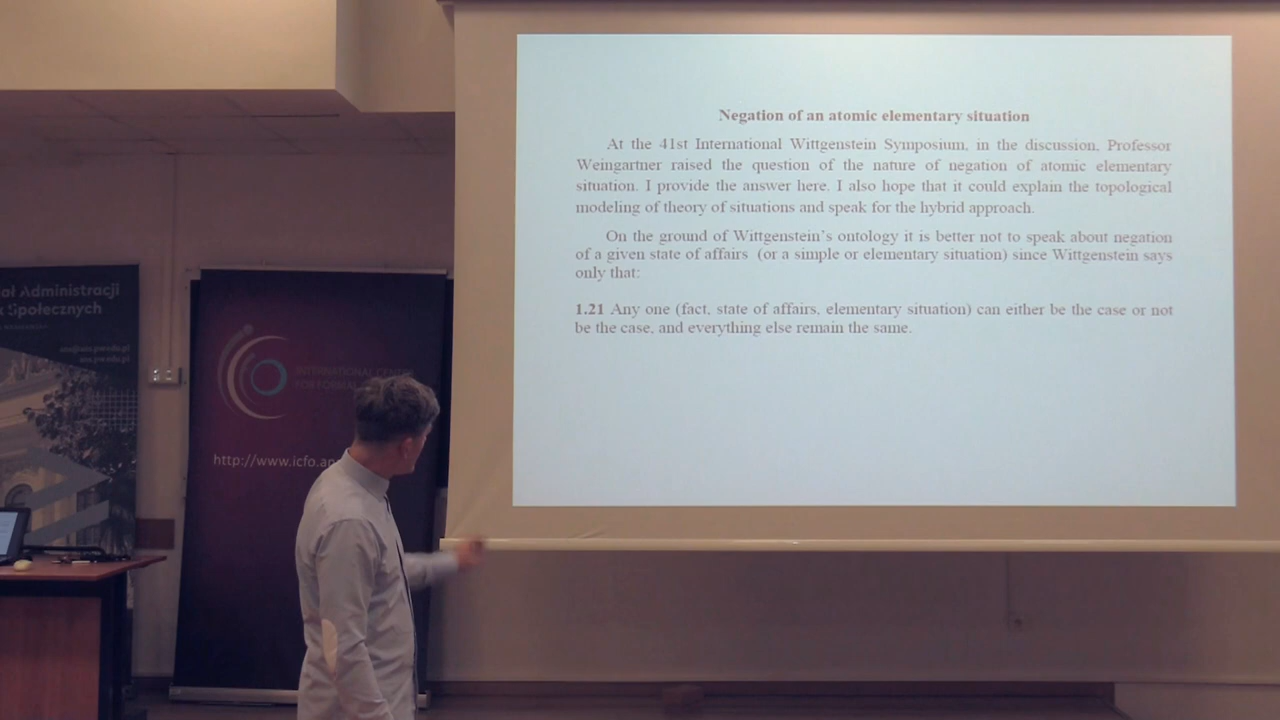 Negation of an atomic elementary situation
At the 41st International Wittgenstein Symposium, in the discussion, Professor
Weingartner raised the question of the nature of negation of atomic elementary
situation. I provide the answer here. I also hope that it could explain the topological
modeling of theory of situations and speak for the hybrid approach.
On the ground of Wittgenstein's ontology it is better not to speak about negation
of a given state of affairs (or a simple or elementary situation) since Wittgenstein says
only that:
1.21 Any one (fact, state of affairs, elementary situation) can either be the case or not
be the case, and everything else remain the same.
ał Administracji
k Społecznych
INTERNATIONAL CENTR
FOR FORMAL
http://www.icfo.an